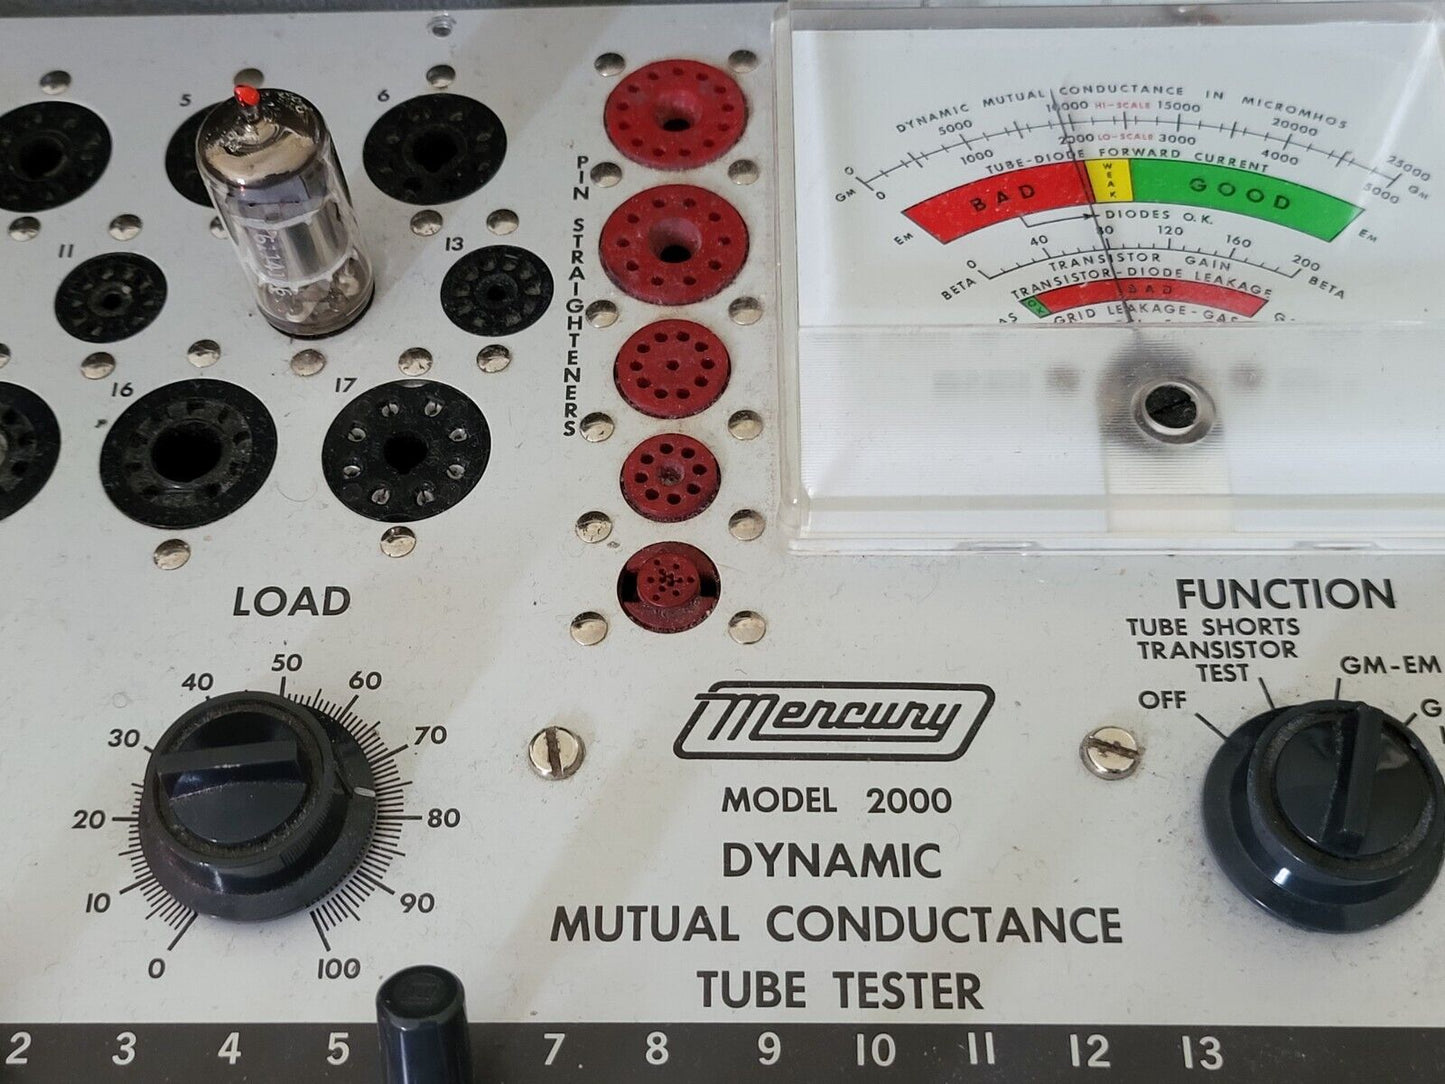 5
6
11
13
16
17
PIN STRAIGHTENERS
DYNAMIC MUTUAL CONDUCTANCE IN MICROMHOS
0 5000 10000 HI-SCALE 15000 20000 25000
GM 0 1000 2000 LO-SCALE 3000 4000 5000 GM
TUBE-DIODE FORWARD CURRENT
EM BAD WEAK GOOD EM
DIODES O.K.
BETA 0 40 80 120 160 200 BETA
TRANSISTOR GAIN
TRANSISTOR-DIODE LEAKAGE
OK BAD
GRID LEAKAGE-GAS
LOAD
0 10 20 30 40 50 60 70 80 90 100
Mercury
MODEL 2000
DYNAMIC
MUTUAL CONDUCTANCE
TUBE TESTER
FUNCTION
TUBE SHORTS
TRANSISTOR
TEST
OFF
GM-EM
G
2 3 4 5 7 8 9 10 11 12 13